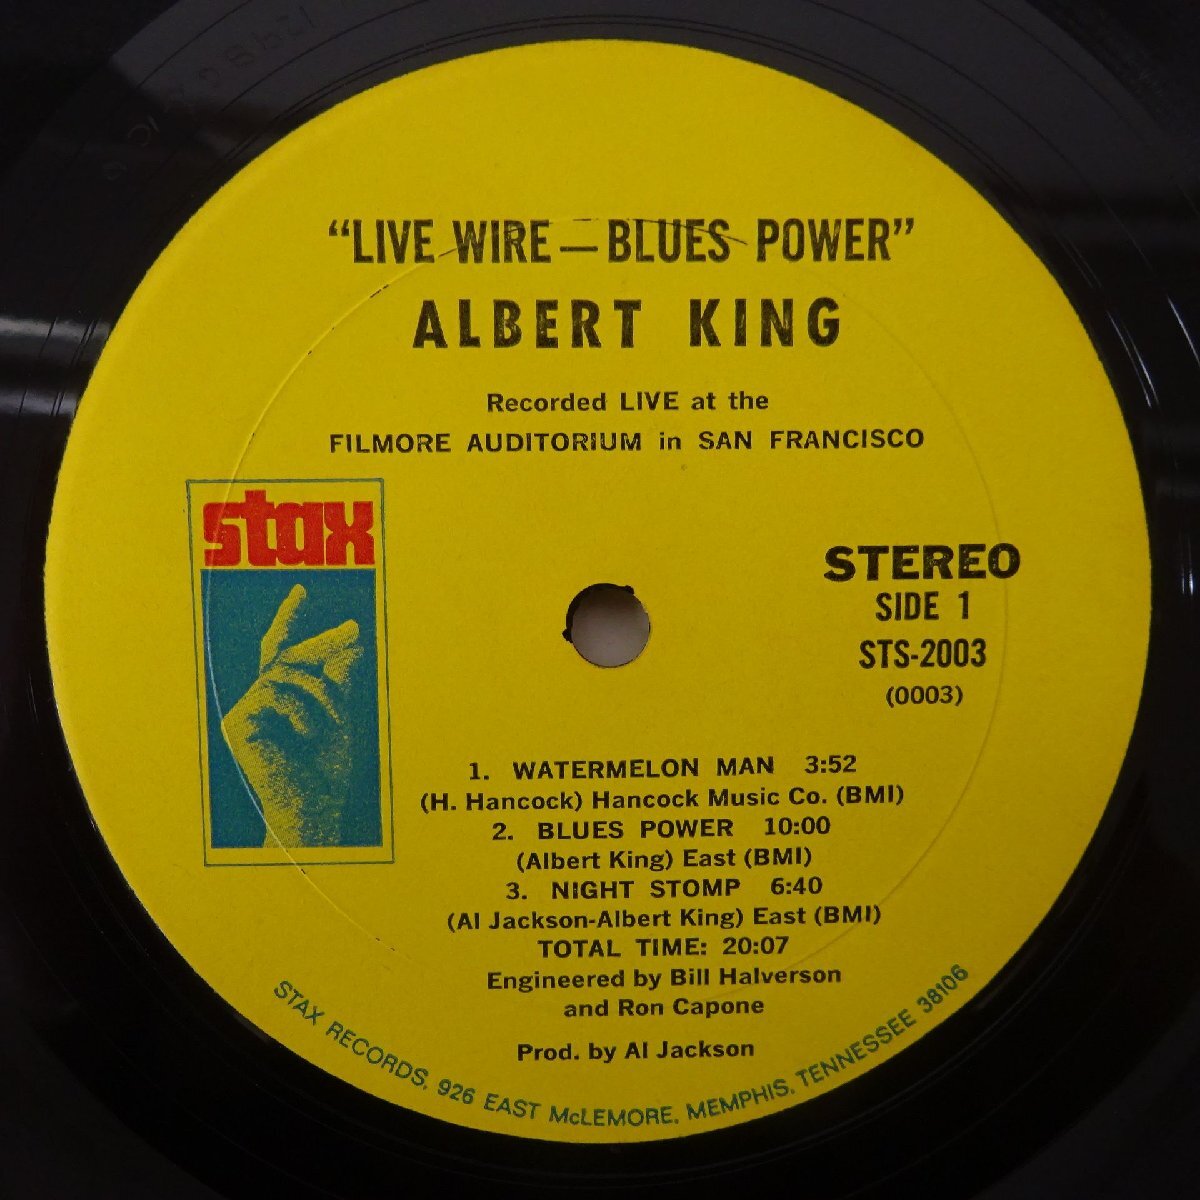 “LIVE WIRE—BLUES POWER”
ALBERT KING
Recorded LIVE at the
FILMORE AUDITORIUM in SAN FRANCISCO
stax
STEREO
SIDE 1
STS-2003
(0003)
1. WATERMELON MAN 3:52
(H. Hancock) Hancock Music Co. (BMI)
2. BLUES POWER 10:00
(Albert King) East (BMI)
3. NIGHT STOMP 6:40
(Al Jackson-Albert King) East (BMI)
TOTAL TIME: 20:07
Engineered by Bill Halverson
and Ron Capone
Prod. by Al Jackson
STAX RECORDS, 926 EAST McLEMORE, MEMPHIS, TENNESSEE 38106